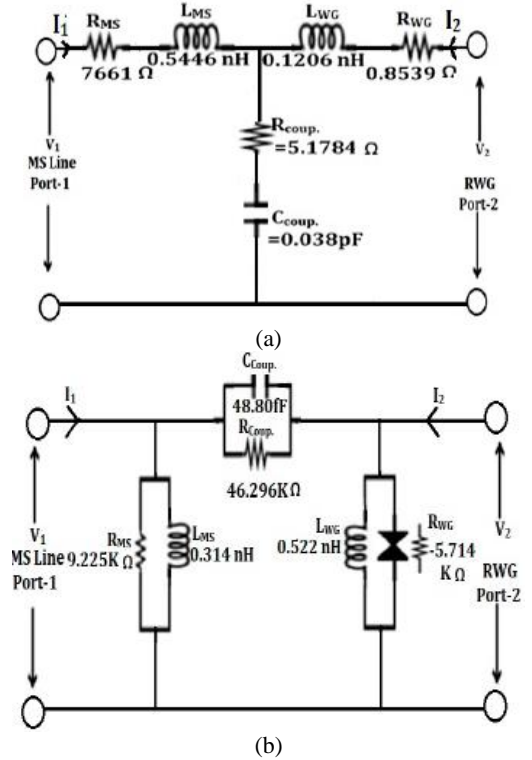 I1 RMS LMS LWG RWG I2
7661 Ω 0.5446 nH 0.1206 nH 0.8539 Ω
Rcoup.
=5.1784 Ω
V1
MS Line
Port-1
V2
RWG
Port-2
Ccoup.
=0.038pF
(a)
CCoup.
I1 48.80fF I2
RCoup.
46.296KΩ
V1
MS Line
Port-1
RMS
9.225K Ω
LMS
0.314 nH
LWG
0.522 nH
RWG
-5.714
K Ω
V2
RWG
Port-2
(b)